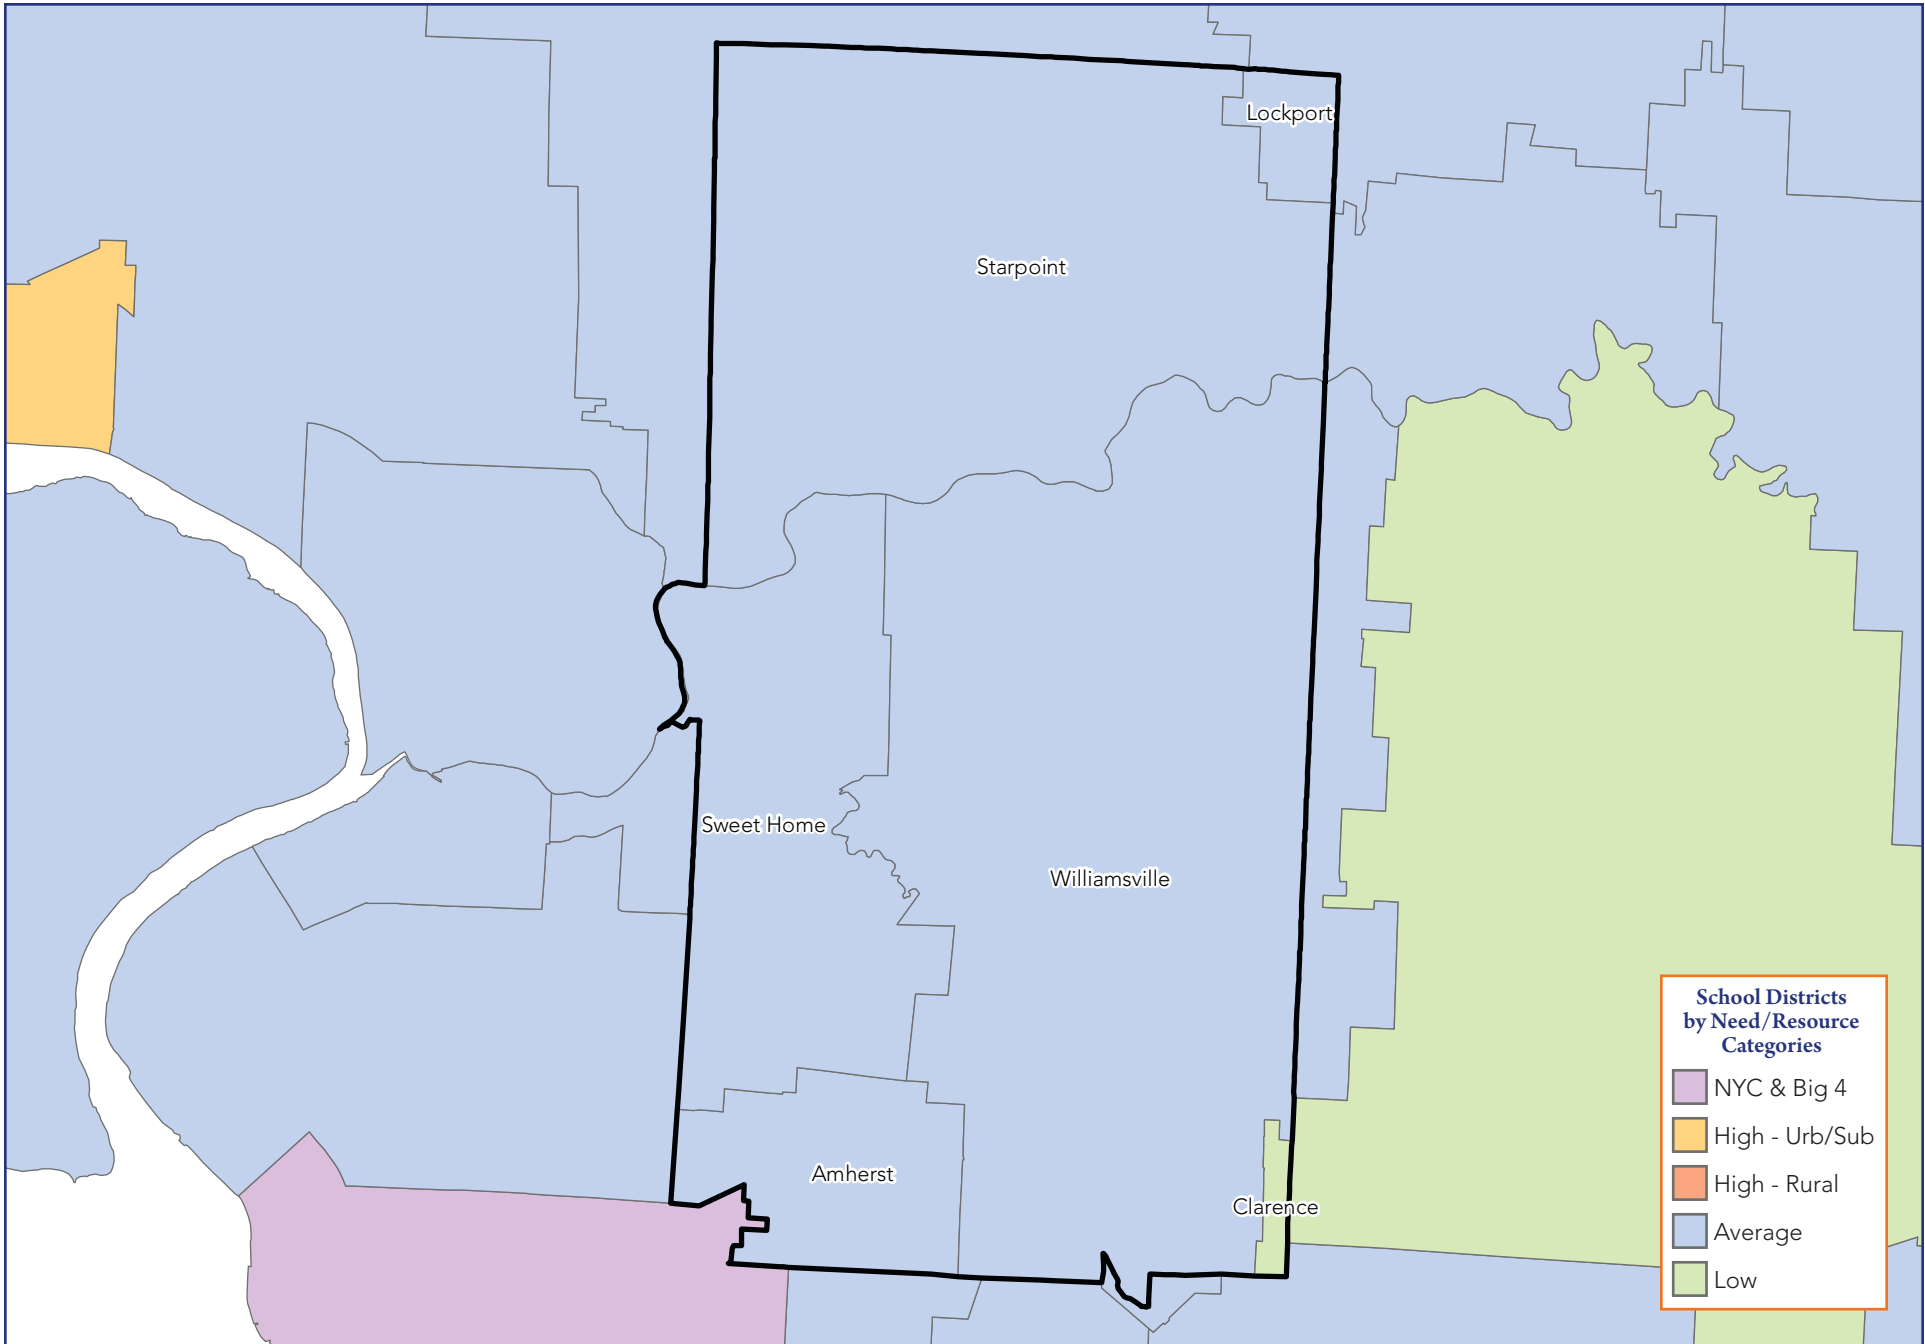 Lockport
Starpoint
Sweet Home
Williamsville
Amherst
Clarence
School Districts
by Need/Resource
Categories
NYC & Big 4
High - Urb/Sub
High - Rural
Average
Low